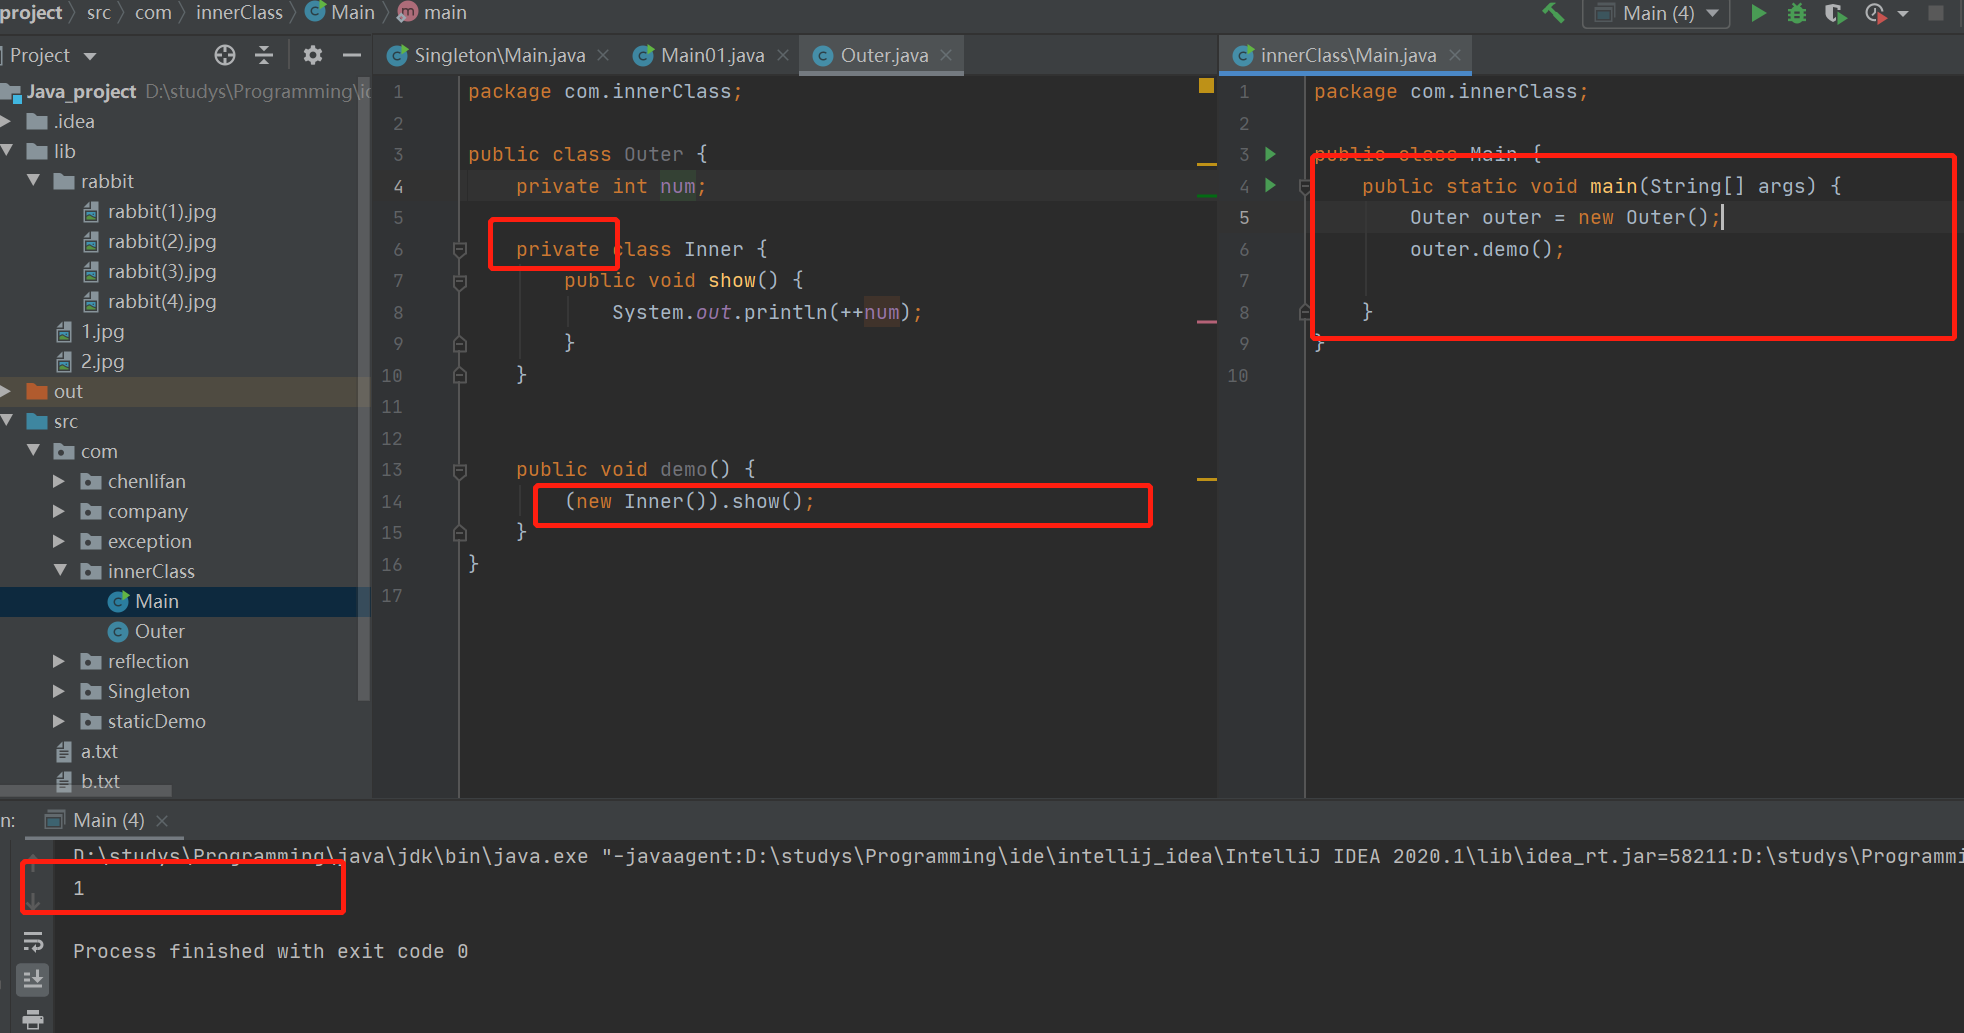 project src com innerClass Main main
Main (4)
Project
Singleton\Main.java
Main01.java
Outer.java
innerClass\Main.java
Java_project D:\studys\Programming\
.idea
lib
rabbit
rabbit(1).jpg
rabbit(2).jpg
rabbit(3).jpg
rabbit(4).jpg
1.jpg
2.jpg
out
src
com
chenlifan
company
exception
innerClass
Main
Outer
reflection
Singleton
staticDemo
a.txt
b.txt
1 package com.innerClass;
2
3 public class Outer {
4 private int num;
5
6 private class Inner {
7 public void show() {
8 System.out.println(++num);
9 }
10 }
11
12
13 public void demo() {
14 (new Inner()).show();
15 }
16 }
17
1 package com.innerClass;
2
3 public class Main {
4 public static void main(String[] args) {
5 Outer outer = new Outer();
6 outer.demo();
7
8 }
9 }
10
n: Main (4)
D:\studys\Programming\java\jdk\bin\java.exe "-javaagent:D:\studys\Programming\ide\intellij_idea\IntelliJ IDEA 2020.1\lib\idea_rt.jar=58211:D:\studys\Programmi
1
Process finished with exit code 0